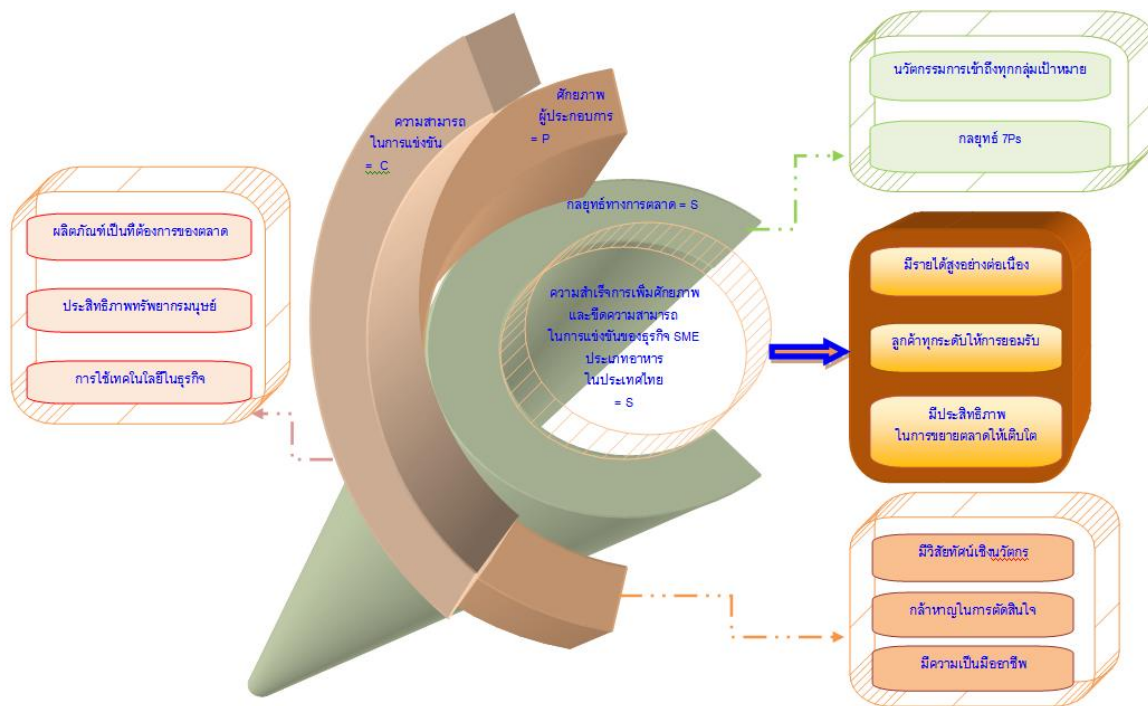 นวัตกรรมการเข้าถึงทุกกลุ่มเป้าหมาย
กลยุทธ์ 7Ps
ศักยภาพ
ผู้ประกอบการ
= P
ความสามารถ
ในการแข่งขัน
= C
กลยุทธ์ทางการตลาด = S
ผลิตภัณฑ์เป็นที่ต้องการของตลาด
ประสิทธิภาพทรัพยากรมนุษย์
การใช้เทคโนโลยีในธุรกิจ
ความสำเร็จการเพิ่มศักยภาพ
และขีดความสามารถ
ในการแข่งขันของธุรกิจ SME
ประเภทอาหาร
ในประเทศไทย
= S
มีรายได้สูงอย่างต่อเนื่อง
ลูกค้าทุกระดับให้การยอมรับ
มีประสิทธิภาพ
ในการขยายตลาดให้เติบโต
มีวิสัยทัศน์เชิงนวัตกร
กล้าหาญในการตัดสินใจ
มีความเป็นมืออาชีพ